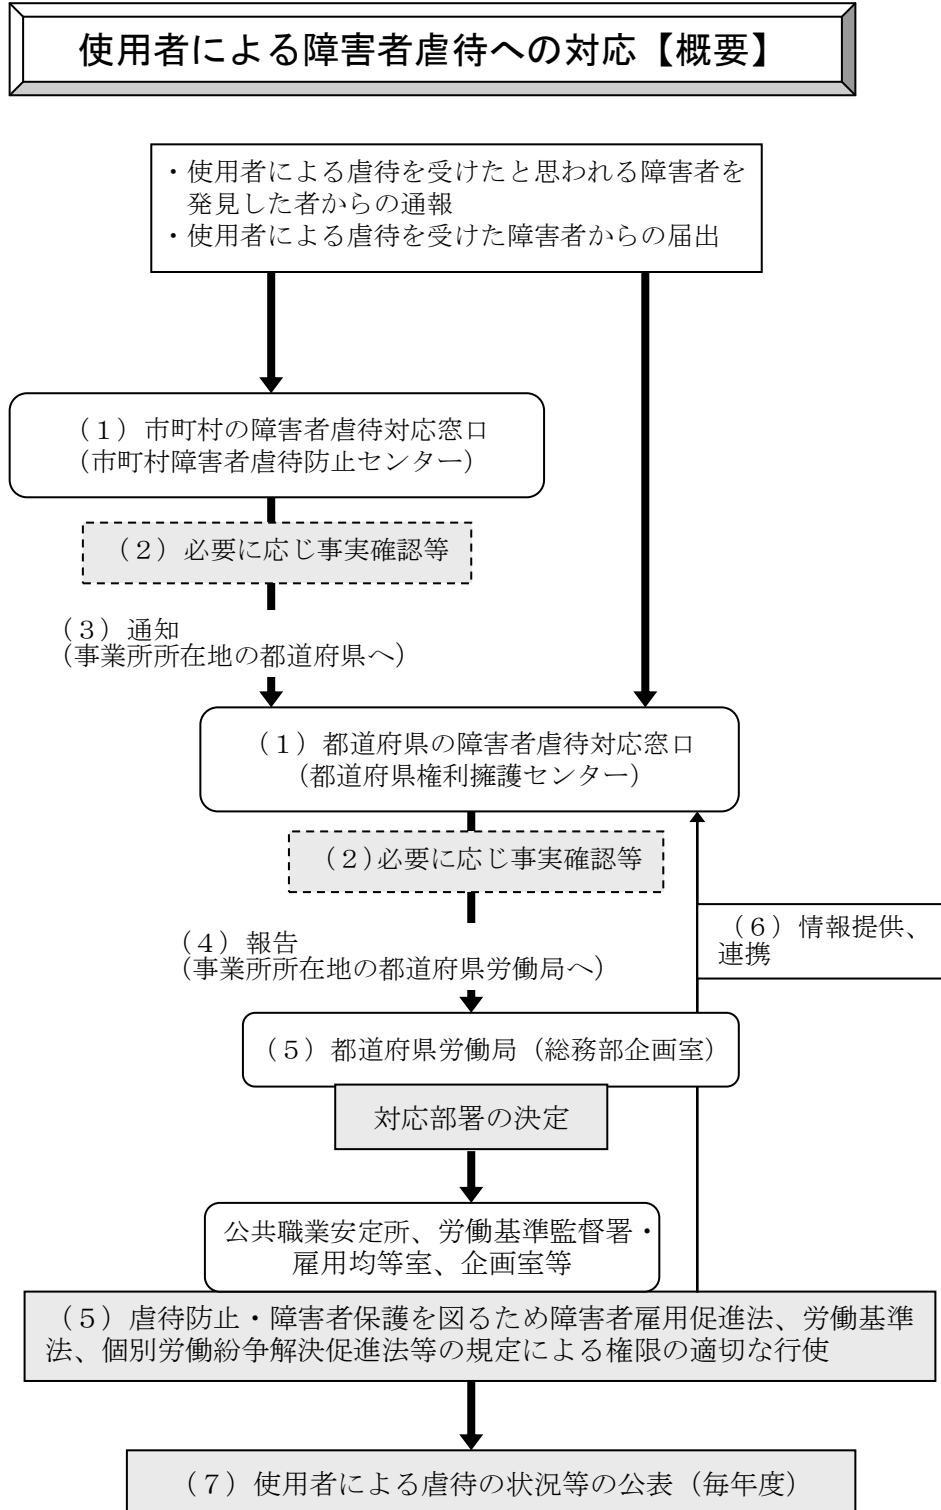 使用者による障害者虐待への対応【概要】
・使用者による虐待を受けたと思われる障害者を
発見した者からの通報
・使用者による虐待を受けた障害者からの届出
（１）市町村の障害者虐待対応窓口
（市町村障害者虐待防止センター）
（２）必要に応じ事実確認等
（３）通知
（事業所所在地の都道府県へ）
（１）都道府県の障害者虐待対応窓口
（都道府県権利擁護センター）
（２）必要に応じ事実確認等
（４）報告
（事業所所在地の都道府県労働局へ）
（６）情報提供、
連携
（５）都道府県労働局（総務部企画室）
対応部署の決定
公共職業安定所、労働基準監督署・
雇用均等室、企画室等
（５）虐待防止・障害者保護を図るため障害者雇用促進法、労働基準
法、個別労働紛争解決促進法等の規定による権限の適切な行使
（７）使用者による虐待の状況等の公表（毎年度）